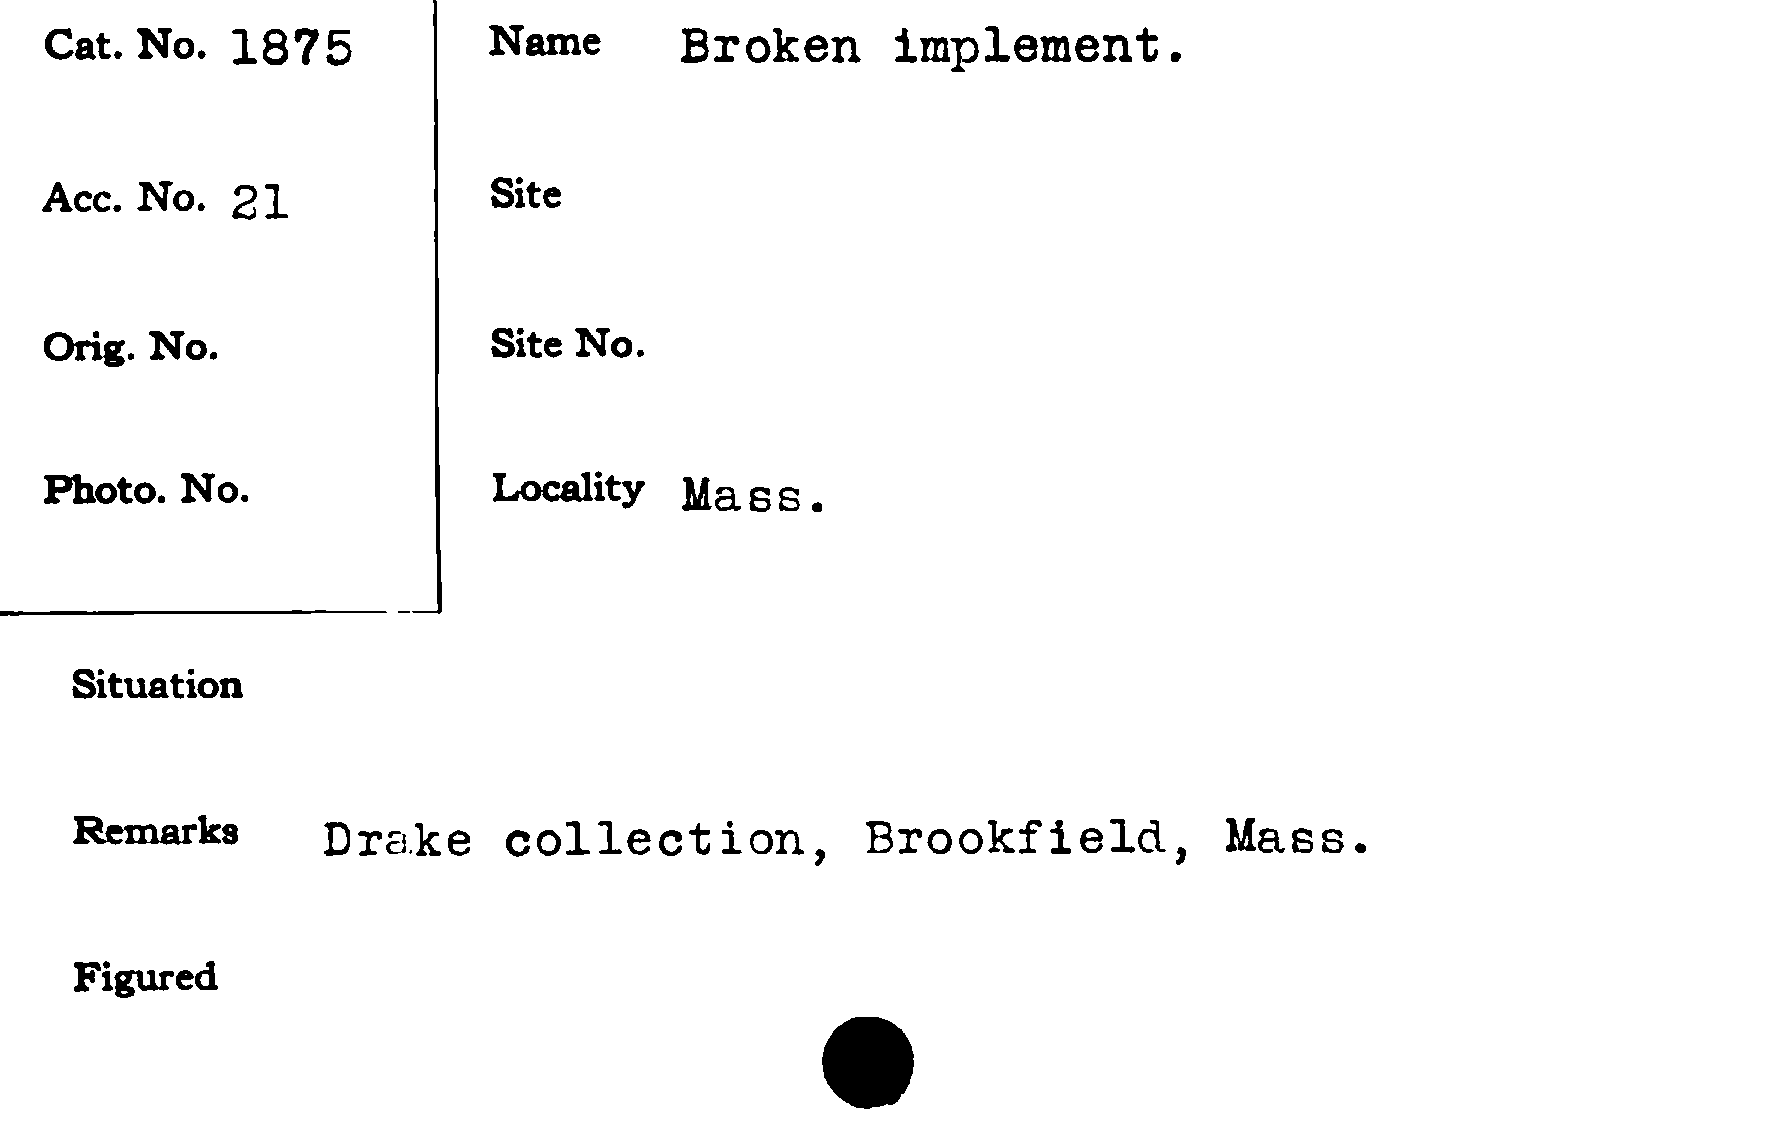 Cat. No. 1875
Name Broken implement.
Acc. No. 21
Site
Orig. No.
Site No.
Photo. No.
Locality Mass.
Situation
Remarks Drake collection, Brookfield, Mass.
Figured